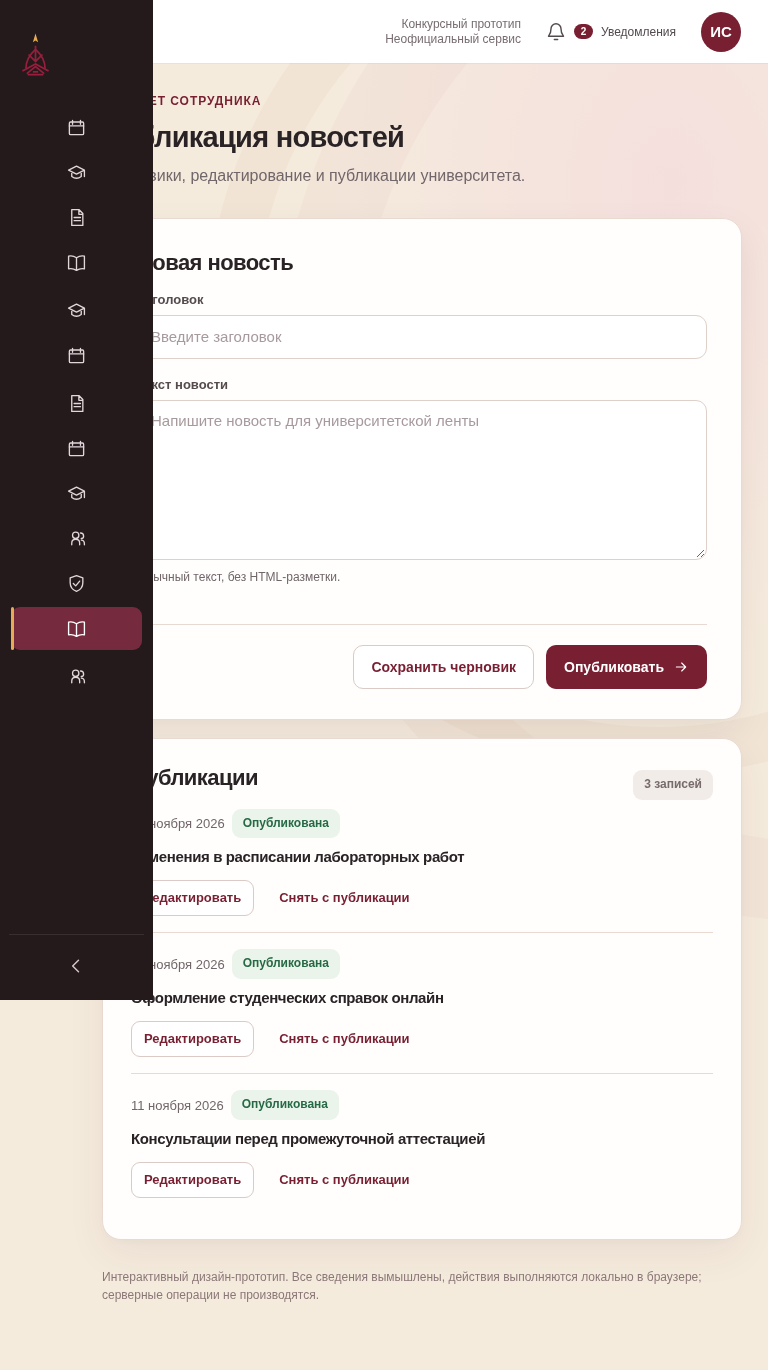 Конкурсный прототип
Неофициальный сервис
2 Уведомления
ИС
ЕТ СОТРУДНИКА
бликация новостей
вики, редактирование и публикации университета.
овая новость
головок
Введите заголовок
кст новости
Напишите новость для университетской ленты
ычный текст, без HTML-разметки.
Сохранить черновик
Опубликовать
убликации
3 записей
ноября 2026 Опубликована
менения в расписании лабораторных работ
едактировать Снять с публикации
ноября 2026 Опубликована
Оформление студенческих справок онлайн
Редактировать Снять с публикации
11 ноября 2026 Опубликована
Консультации перед промежуточной аттестацией
Редактировать Снять с публикации
Интерактивный дизайн-прототип. Все сведения вымышлены, действия выполняются локально в браузере;
серверные операции не производятся.